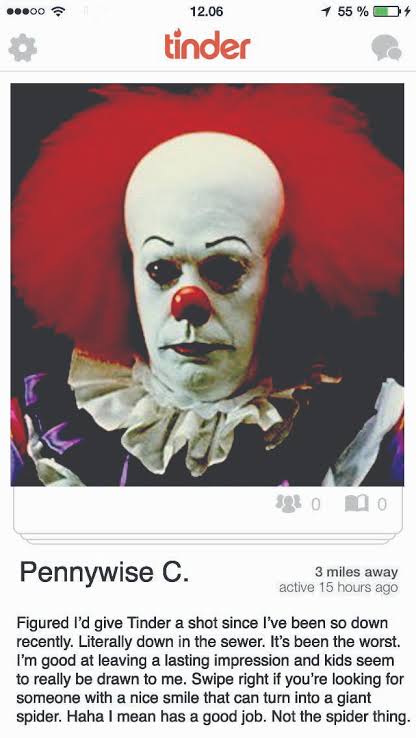 12.06
55 %
tinder
0
0
Pennywise C.
3 miles away
active 15 hours ago
Figured I'd give Tinder a shot since I've been so down
recently. Literally down in the sewer. It's been the worst.
I'm good at leaving a lasting impression and kids seem
to really be drawn to me. Swipe right if you're looking for
someone with a nice smile that can turn into a giant
spider. Haha I mean has a good job. Not the spider thing.